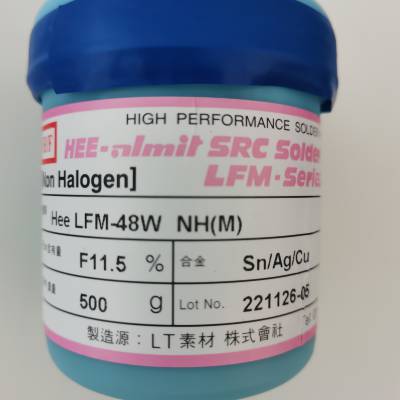 HIGH PERFORMANCE SOLDER
HEE-almit SRC Solder
LFM-Series
Non Halogen]
Hee LFM-48W NH(M)
F11.5 % 合金 Sn/Ag/Cu
500 g Lot No. 221126-05
製造源：LT素材 株式會社